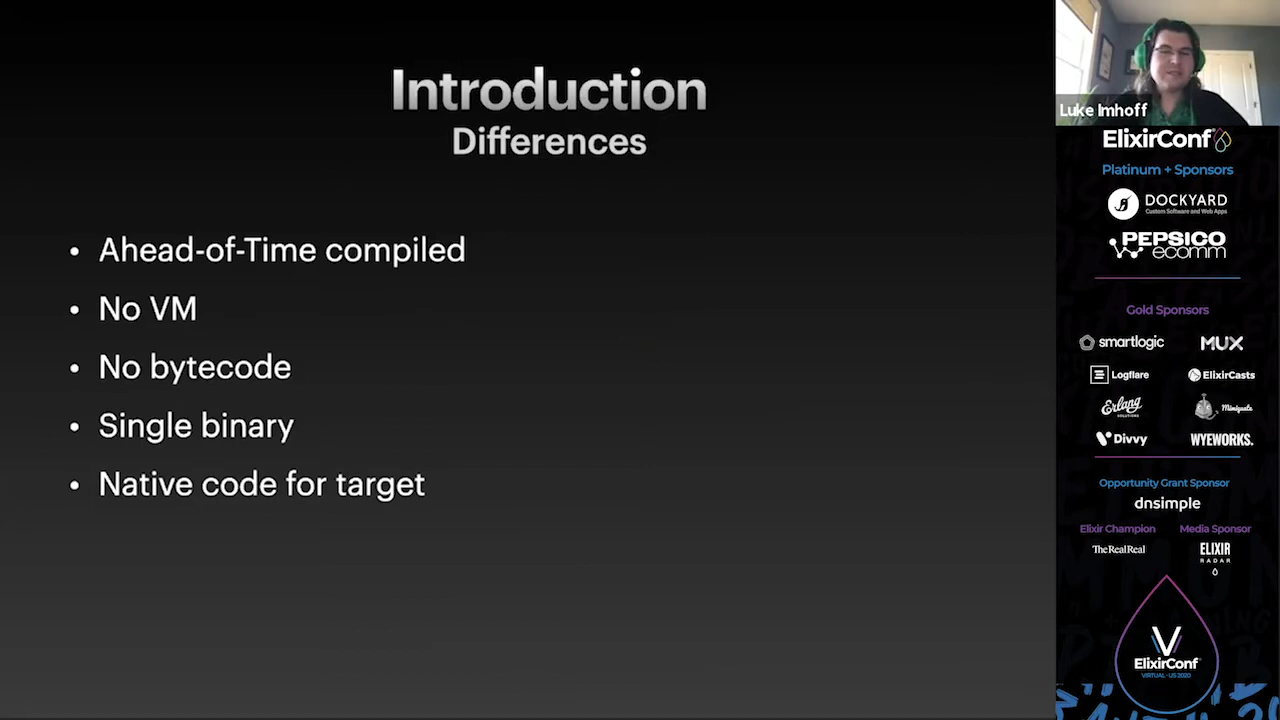 Introduction
Differences
• Ahead-of-Time compiled
• No VM
• No bytecode
• Single binary
• Native code for target
Luke Imhoff
ElixirConf
Platinum + Sponsors
DOCKYARD
Custom Software and Web Apps
PEPSICO
ecomm
Gold Sponsors
smartlogic
MUX
Logflare
ElixirCasts
Erlang
SOLUTIONS
Divvy
WYEWORKS.
Opportunity Grant Sponsor
dnsimple
Elixir Champion
Media Sponsor
TheRealReal
ELIXIR
RADAR
ElixirConf
VIRTUAL · US 2020